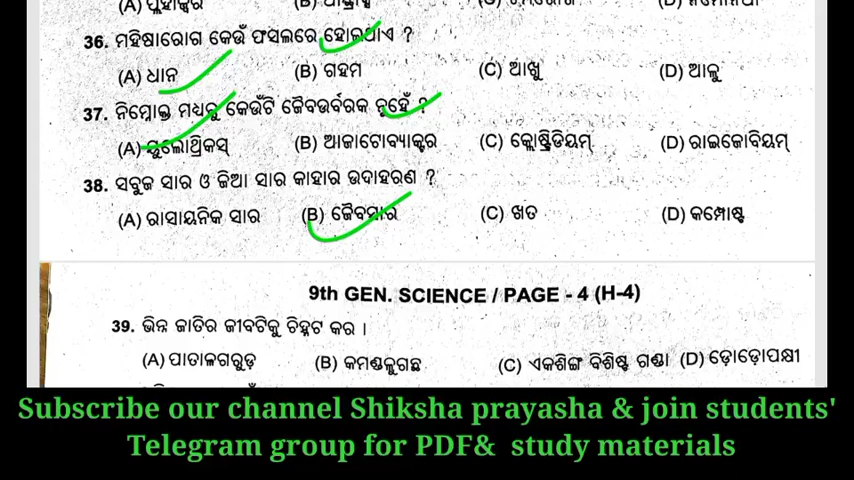 36. ମହିଷାରୋଗ କେଉଁ ଫସଲରେ ହୋଇଥାଏ ?
(A) ଧାନ (B) ଗହମ (C) ଆଖୁ (D) ଆଳୁ
37. ନିମ୍ନୋକ୍ତ ମଧ୍ୟରୁ କେଉଁଟି ଜୈବଉର୍ବରକ ନୁହେଁ ?
(A) ୟୁଲୋଥ୍ରିକସ୍ (B) ଆଜାଟୋବ୍ୟାକ୍ଟର (C) କ୍ଲୋଷ୍ଟ୍ରିଡିୟମ୍ (D) ରାଇଜୋବିୟମ୍
38. ସବୁଜ ସାର ଓ ଜିଆ ସାର କାହାର ଉଦାହରଣ ?
(A) ରାସାୟନିକ ସାର (B) ଜୈବସାର (C) ଖତ (D) କମ୍ପୋଷ୍ଟ
9th GEN. SCIENCE / PAGE - 4 (H-4)
39. ଭିନ୍ନ ଜାତିର ଜୀବଟିକୁ ଚିହ୍ନଟ କର ।
(A) ପାତାଳଗରୁଡ଼ (B) କମଣ୍ଡଳୁଗଛ (C) ଏକଶିଙ୍ଗ ବିଶିଷ୍ଟ ଗଣ୍ଡା (D) ଡ଼ୋଡ଼ୋପକ୍ଷୀ
Subscribe our channel Shiksha prayasha & join students'
Telegram group for PDF& study materials